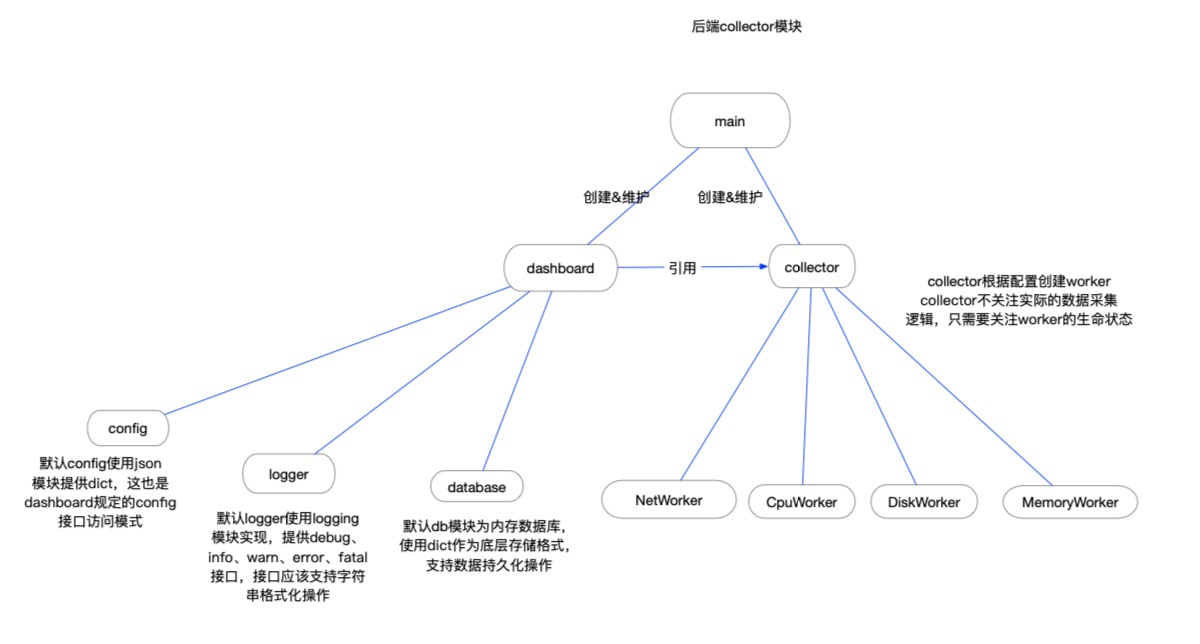 后端collector模块
main
创建&维护
创建&维护
dashboard
引用
collector
collector根据配置创建worker
collector不关注实际的数据采集
逻辑，只需要关注worker的生命状态
config
默认config使用json
模块提供dict，这也是
dashboard规定的config
接口访问模式
logger
默认logger使用logging
模块实现，提供debug、
info、warn、error、fatal
接口，接口应该支持字符
串格式化操作
database
默认db模块为内存数据库，
使用dict作为底层存储格式，
支持数据持久化操作
NetWorker
CpuWorker
DiskWorker
MemoryWorker